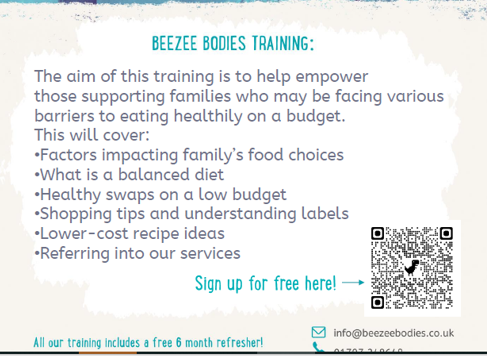 BEEZEE BODIES TRAINING:
The aim of this training is to help empower
those supporting families who may be facing various
barriers to eating healthily on a budget.
This will cover:
•Factors impacting family's food choices
•What is a balanced diet
•Healthy swaps on a low budget
•Shopping tips and understanding labels
•Lower-cost recipe ideas
•Referring into our services
Sign up for free here!
All our training includes a free 6 month refresher!
info@beezeebodies.co.uk